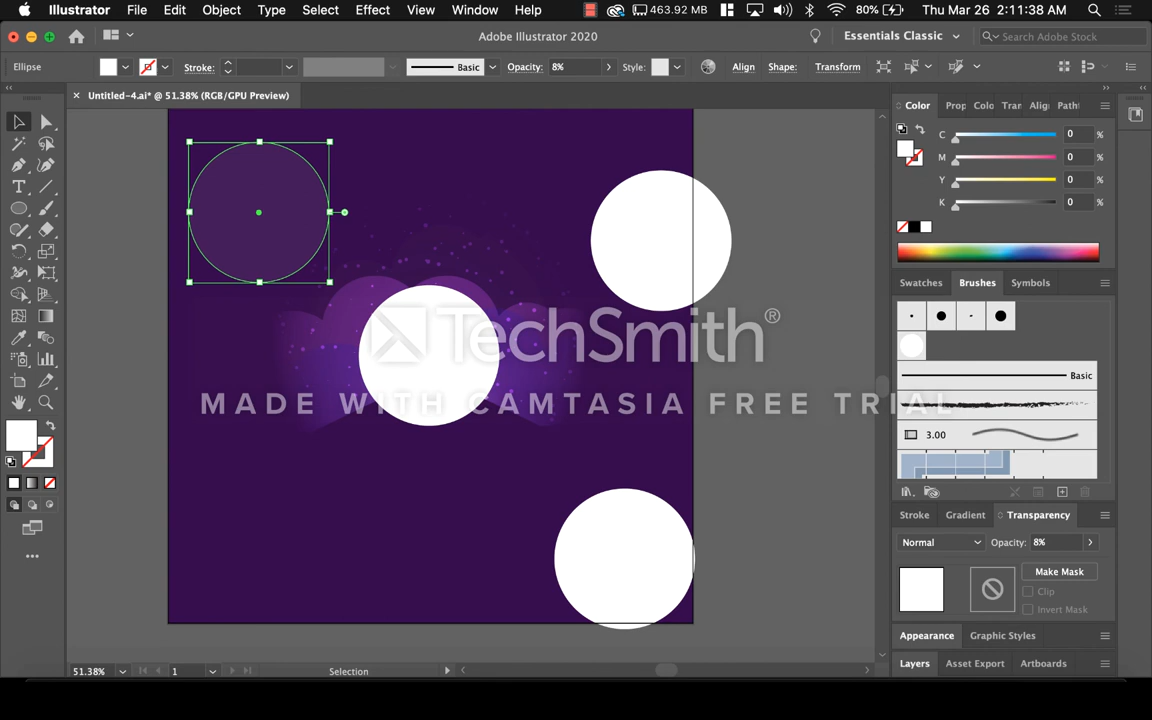 Illustrator File Edit Object Type Select Effect View Window Help 463.92 MB 80% Thu Mar 26 2:11:38 AM
Adobe Illustrator 2020 Essentials Classic Search Adobe Stock
Ellipse Stroke: Basic Opacity: 8% Style: Align Shape: Transform
Untitled-4.ai* @ 51.38% (RGB/GPU Preview)
Color Prop Colo Tran Alig Path
C 0 %
M 0 %
Y 0 %
K 0 %
Swatches Brushes Symbols
TechSmith®
MADE WITH CAMTASIA FREE TRIAL
Basic
3.00
Stroke Gradient Transparency
Normal Opacity: 8%
Make Mask
Clip
Invert Mask
Appearance Graphic Styles
Layers Asset Export Artboards
51.38% 1 Selection